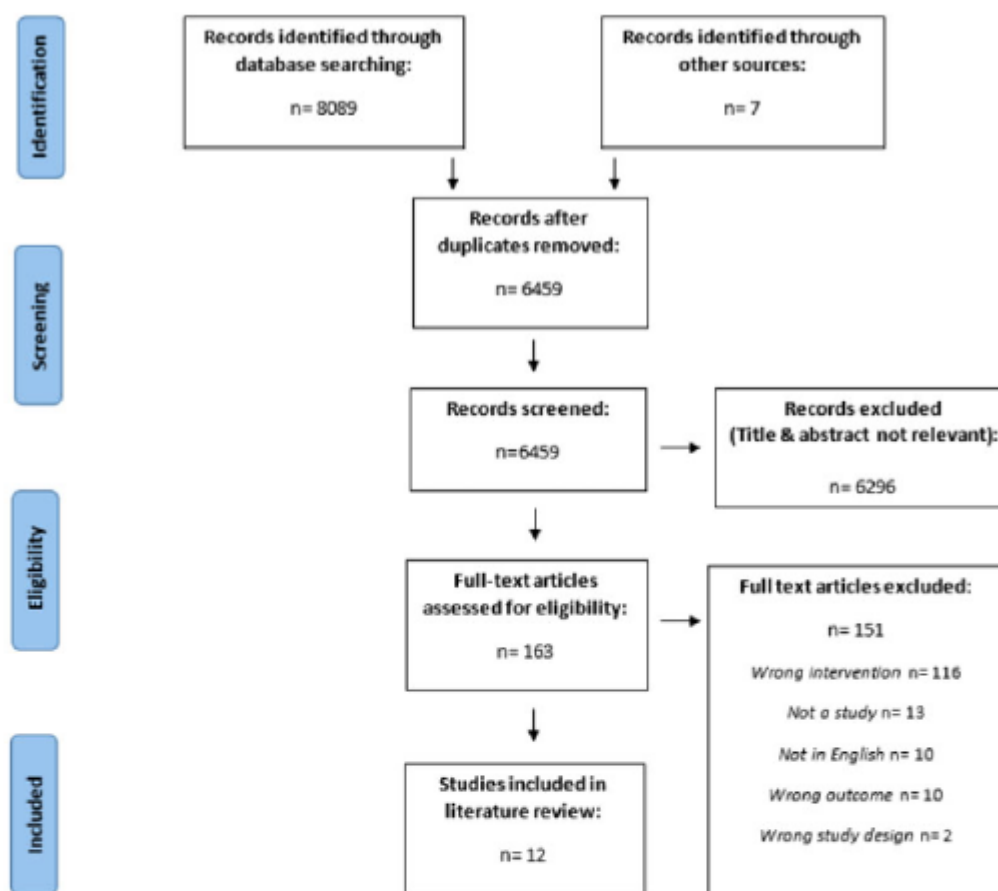 Identification
Records identified through
database searching:
n= 8089
Records identified through
other sources:
n= 7
Records after
duplicates removed:
n= 6459
Screening
Records screened:
n=6459
Records excluded
(Title & abstract not relevant):
n= 6296
Eligibility
Full-text articles
assessed for eligibility:
n= 163
Full text articles excluded:
n= 151
Wrong intervention n= 116
Not a study n= 13
Not in English n= 10
Wrong outcome n= 10
Wrong study design n= 2
Included
Studies included in
literature review:
n= 12